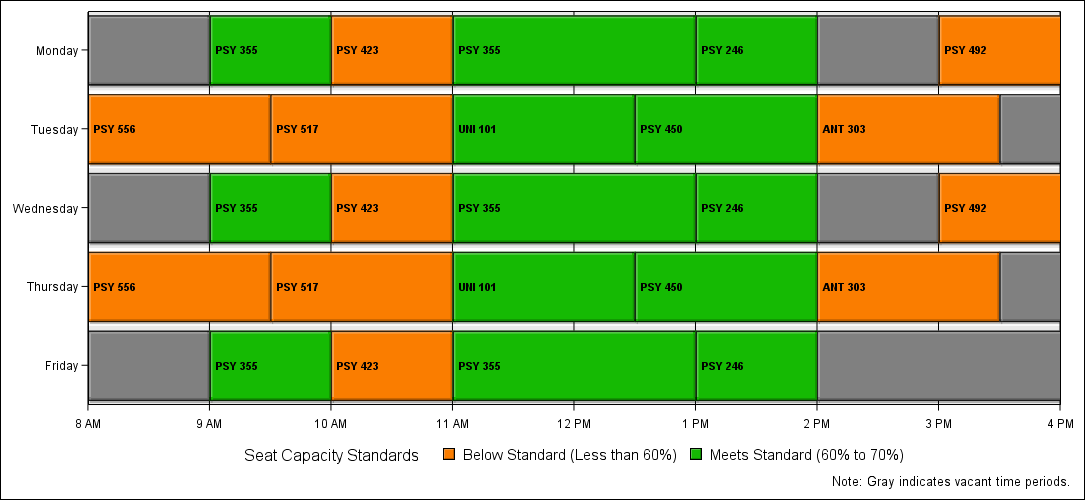 Monday PSY 355 PSY 423 PSY 355 PSY 246 PSY 492
Tuesday PSY 556 PSY 517 UNI 101 PSY 450 ANT 303
Wednesday PSY 355 PSY 423 PSY 355 PSY 246 PSY 492
Thursday PSY 556 PSY 517 UNI 101 PSY 450 ANT 303
Friday PSY 355 PSY 423 PSY 355 PSY 246
8 AM 9 AM 10 AM 11 AM 12 PM 1 PM 2 PM 3 PM 4 PM
Seat Capacity Standards Below Standard (Less than 60%) Meets Standard (60% to 70%)
Note: Gray indicates vacant time periods.